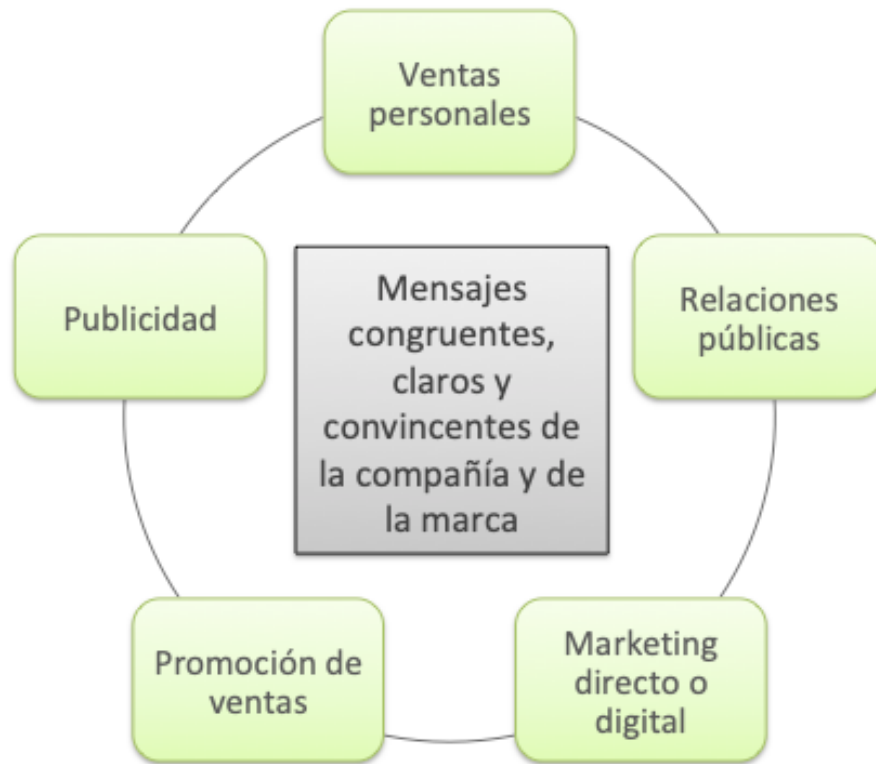 Ventas
personales
Publicidad
Mensajes
congruentes,
claros y
convincentes de
la compañía y de
la marca
Relaciones
públicas
Promoción de
ventas
Marketing
directo o
digital